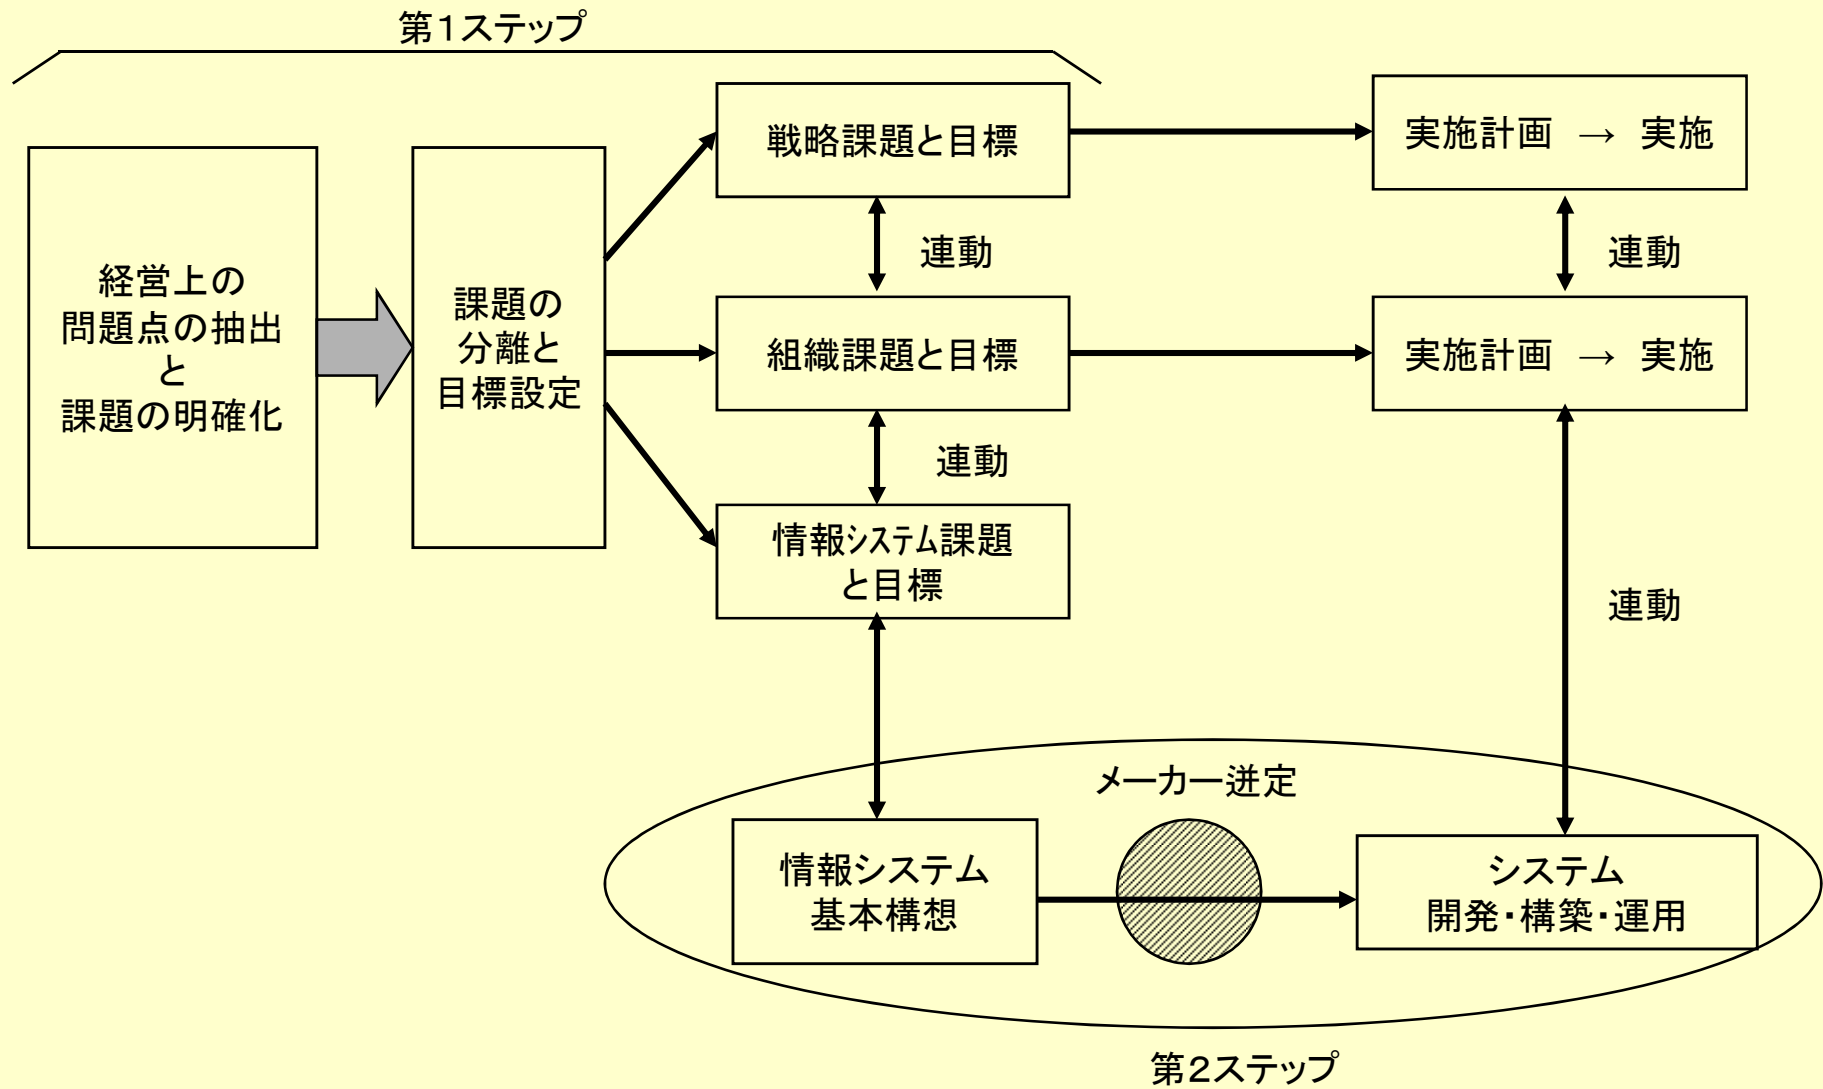 第１ステップ
経営上の
問題点の抽出
と
課題の明確化
課題の
分離と
目標設定
戦略課題と目標
実施計画 → 実施
連動
連動
組織課題と目標
実施計画 → 実施
連動
情報ｼｽﾃﾑ課題
と目標
連動
メーカー迸定
情報システム
基本構想
システム
開発・構築・運用
第２ステップ